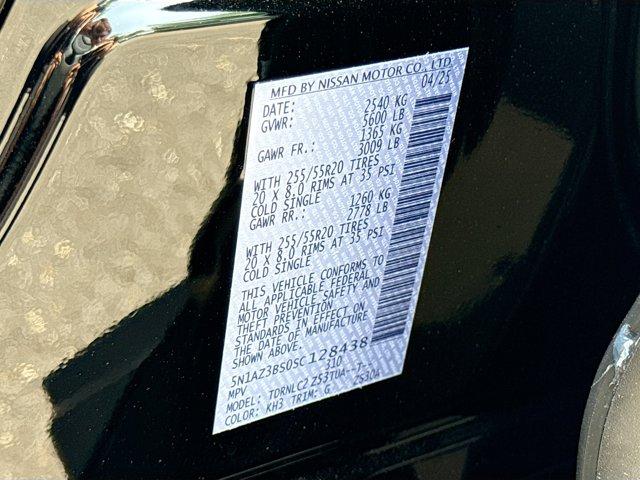 MFD BY NISSAN MOTOR CO., LTD.
DATE: 04/25
GVWR: 2540 KG
5600 LB
GAWR FR.: 1365 KG
3009 LB
WITH 255/55R20 TIRES
20 X 8.0 RIMS AT 35 PSI
COLD SINGLE
GAWR RR.: 1260 KG
2778 LB
WITH 255/55R20 TIRES
20 X 8.0 RIMS AT 35 PSI
COLD SINGLE
THIS VEHICLE CONFORMS TO
ALL APPLICABLE FEDERAL
MOTOR VEHICLE SAFETY AND
THEFT PREVENTION
STANDARDS IN EFFECT ON
THE DATE OF MANUFACTURE
SHOWN ABOVE.
5N1AZ3BS0SC128438
MPV 310
MODEL: TDRNLCZ Z53TUA--T-
COLOR: KH3 TRIM: G ZS30A